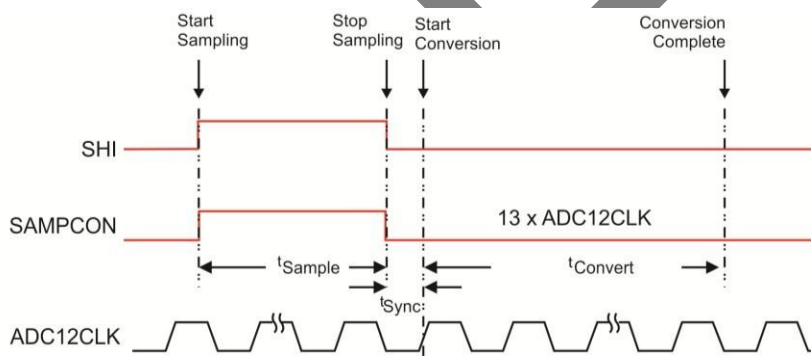 Start Sampling
Stop Sampling
Start Conversion
Conversion Complete
SHI
SAMPCON
13 x ADC12CLK
tSample
tConvert
tSync
ADC12CLK